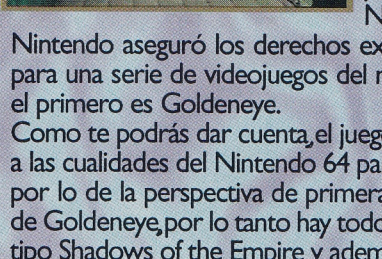 Nintendo aseguró los derechos ex
para una serie de videojuegos del
el primero es Goldeneye.
Como te podrás dar cuenta,el jueg
a las cualidades del Nintendo 64 pa
por lo de la perspectiva de primera
de Goldeneye,por lo tanto hay todo
tipo Shadows of the Empire y adem